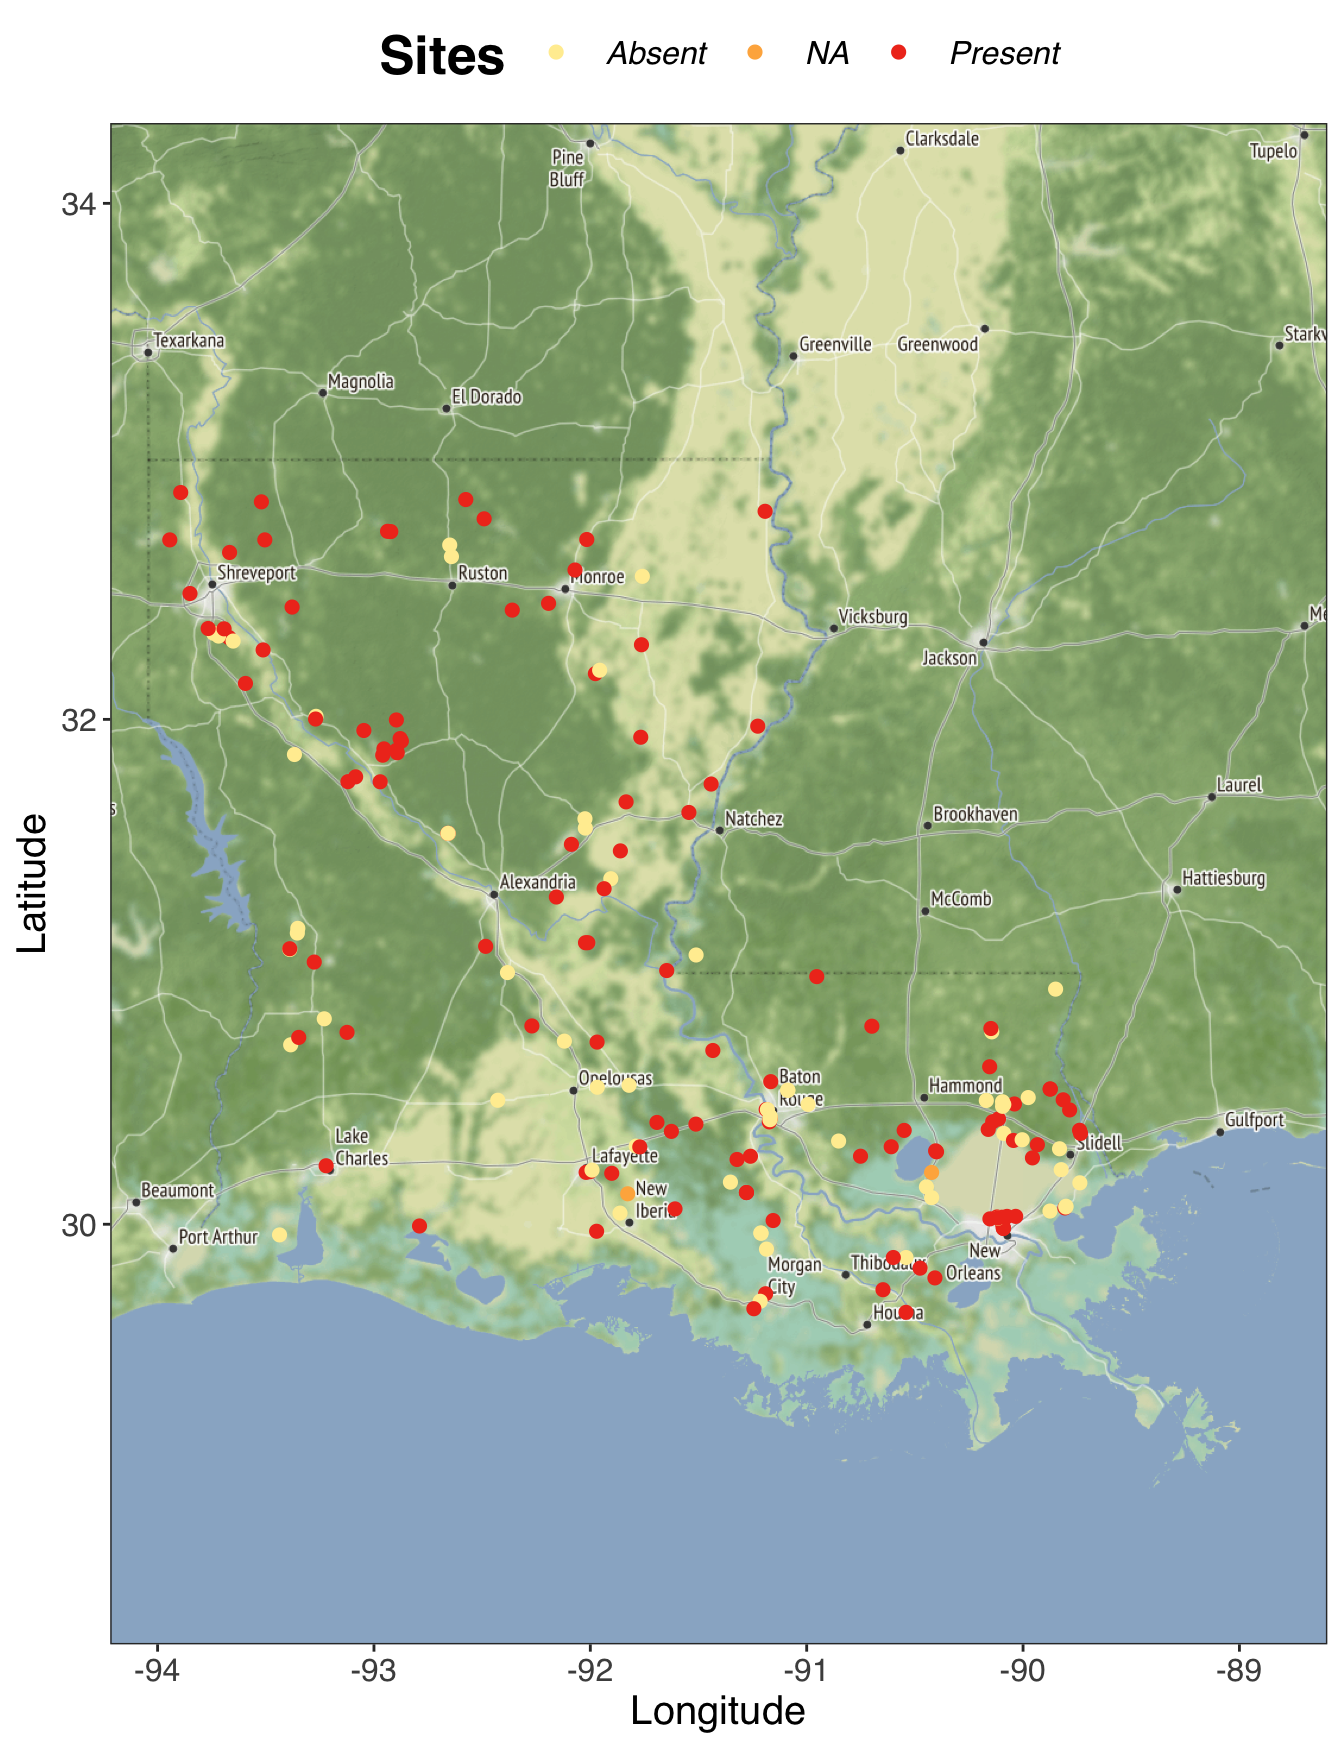 Sites Absent NA Present
Clarksdale
Tupelo
Pine
Bluff
34
Texarkana
Greenville
Greenwood
Starkv
Magnolia
El Dorado
Shreveport
Ruston
Monroe
Vicksburg
Me
Jackson
32
s
Laurel
Natchez
Brookhaven
Latitude
Alexandria
Hattiesburg
McComb
Opelousas
Baton
Rouge
Hammond
Gulfport
Lake
Charles
Slidell
Lafayette
Beaumont
New
Iberia
30
Port Arthur
New
Orleans
Morgan
City
Thibodaux
Houma
-94 -93 -92 -91 -90 -89
Longitude